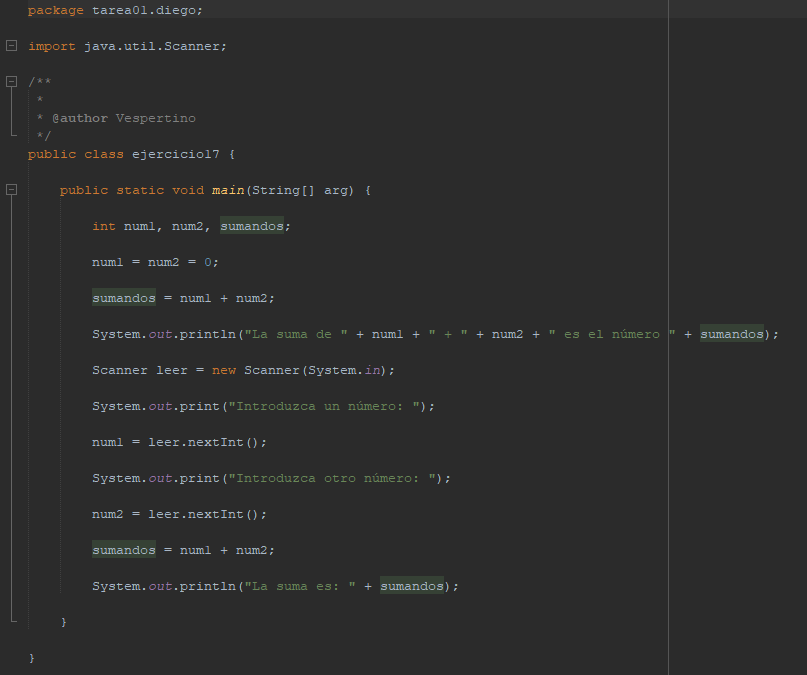 package tarea01.diego;
import java.util.Scanner;
/**
*
* @author Vespertino
*/
public class ejercicio17 {
public static void main(String[] arg) {
int num1, num2, sumandos;
num1 = num2 = 0;
sumandos = num1 + num2;
System.out.println("La suma de " + num1 + " + " + num2 + " es el número " + sumandos);
Scanner leer = new Scanner(System.in);
System.out.print("Introduzca un número: ");
num1 = leer.nextInt();
System.out.print("Introduzca otro número: ");
num2 = leer.nextInt();
sumandos = num1 + num2;
System.out.println("La suma es: " + sumandos);
}
}